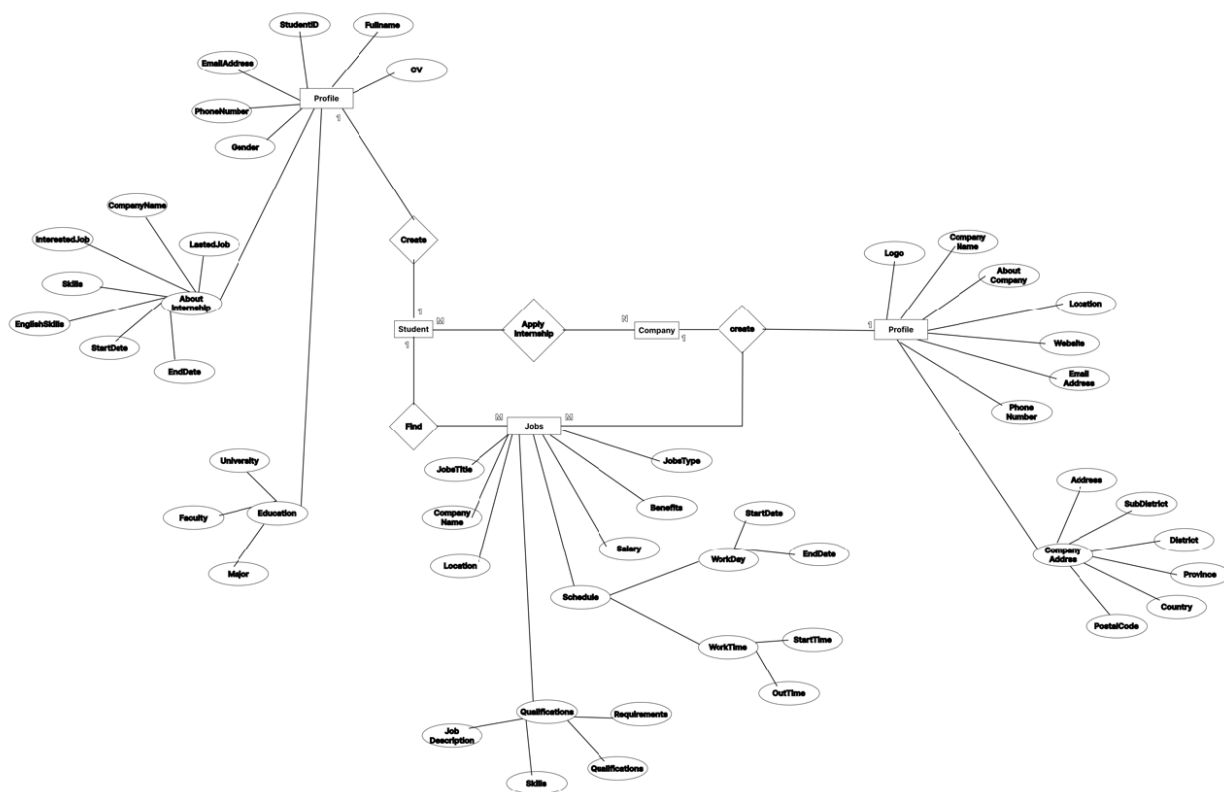 StudentID
Fullname
EmailAddress
CV
Profile
PhoneNumber
1
Gender
CompanyName
InterestedJob
LastedJob
Create
Skills
About
Internship
EnglishSkills
StartDate
EndDate
1
Student
M
1
Apply
Internship
N
Company
1
create
1
Profile
Logo
Company
Name
About
Company
Location
Website
Email
Address
Phone
Number
Find
M
Jobs
M
University
Faculty
Education
Major
JobsTitle
Company
Name
Location
JobsType
Benefits
Salary
Schedule
WorkDay
StartDate
EndDate
WorkTime
StartTime
OutTime
Qualifications
Requirements
Job
Description
Skills
Qualifications
Address
SubDistrict
District
Company
Addres
Province
Country
PostalCode